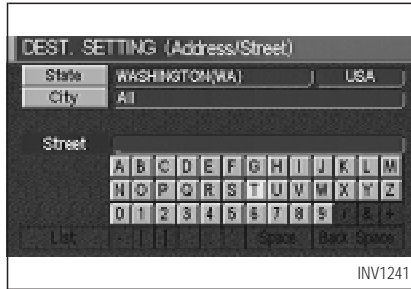 DEST. SETTING (Address/Street)
State WASHINGTON(WA) USA
City All
Street
A B C D E F G H I J K L M
N O P Q R S T U V W X Y Z
0 1 2 3 4 5 6 7 8 9 / & +
List - [ ] . , ' Space Back Space
INV1241